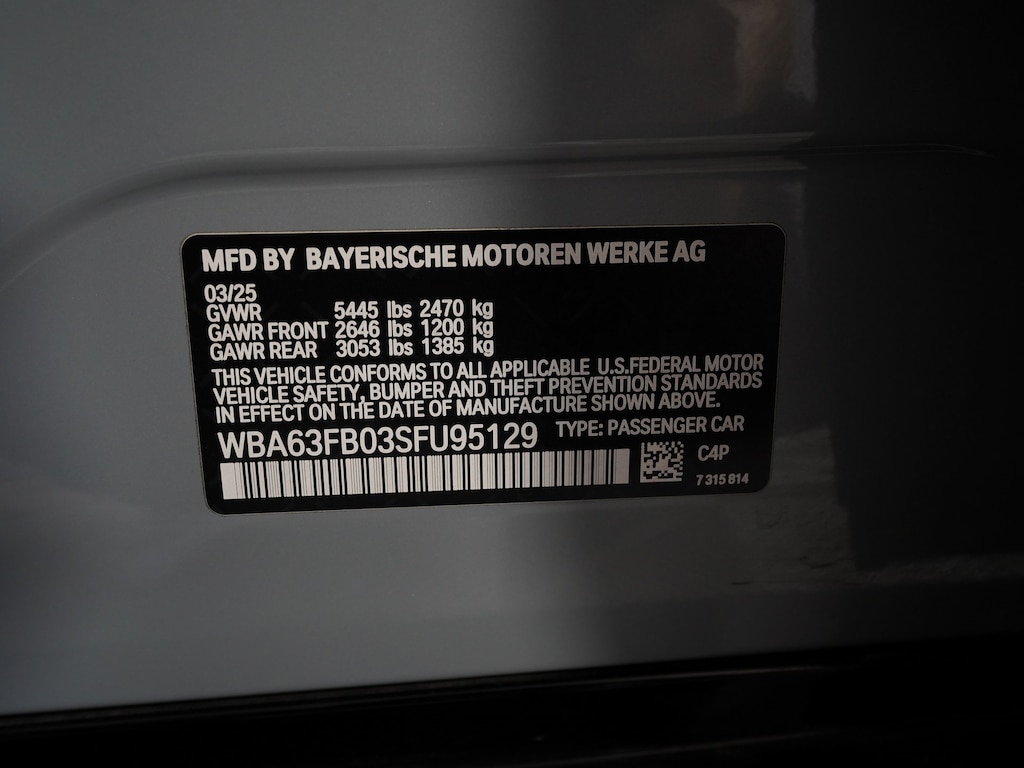 MFD BY BAYERISCHE MOTOREN WERKE AG
03/25
GVWR 5445 lbs 2470 kg
GAWR FRONT 2646 lbs 1200 kg
GAWR REAR 3053 lbs 1385 kg
THIS VEHICLE CONFORMS TO ALL APPLICABLE U.S.FEDERAL MOTOR
VEHICLE SAFETY, BUMPER AND THEFT PREVENTION STANDARDS
IN EFFECT ON THE DATE OF MANUFACTURE SHOWN ABOVE.
WBA63FB03SFU95129 TYPE: PASSENGER CAR
C4P
7 315 814